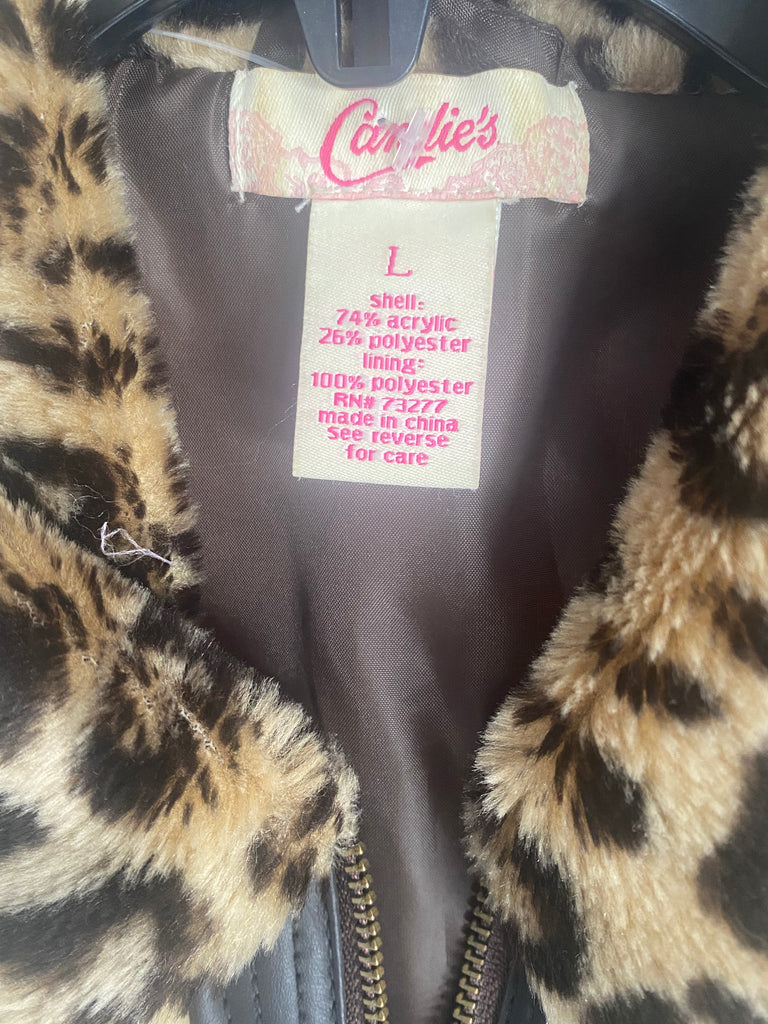 Candie's
L
shell:
74% acrylic
26% polyester
lining:
100% polyester
RN# 73277
made in china
see reverse
for care